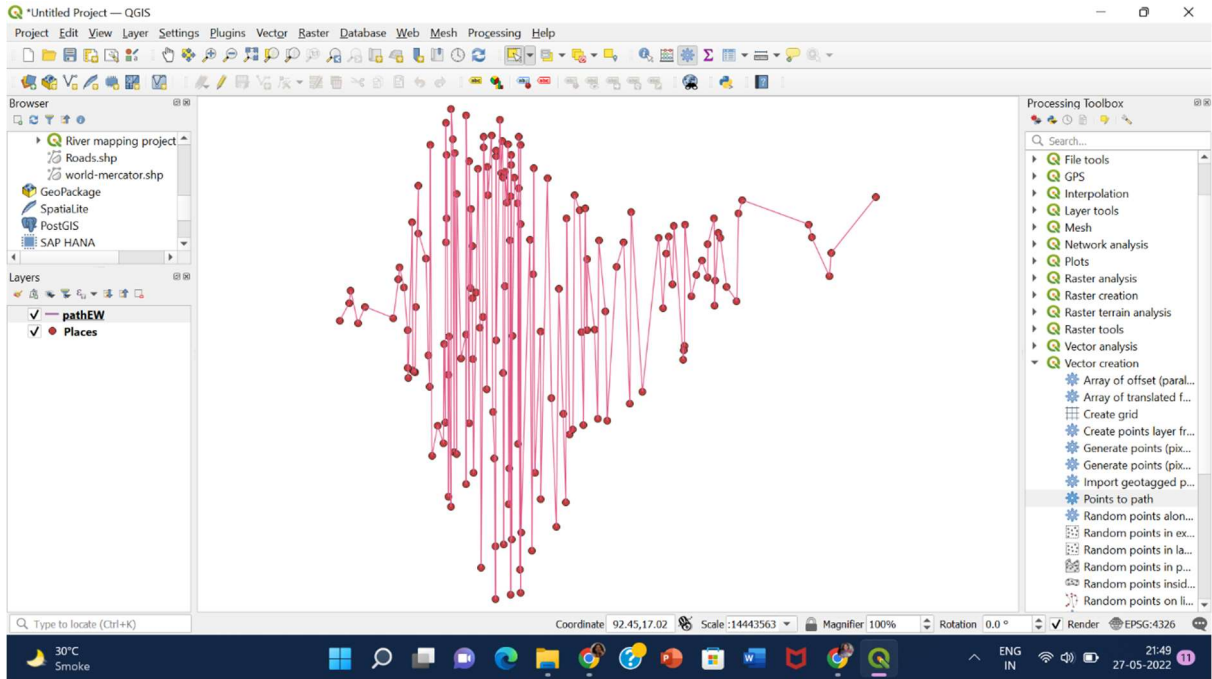 *Untitled Project — QGIS
Project Edit View Layer Settings Plugins Vector Raster Database Web Mesh Processing Help
abc abc abc
Browser
River mapping project
Roads.shp
world-mercator.shp
GeoPackage
SpatiaLite
PostGIS
SAP HANA
Layers
pathEW
Places
Processing Toolbox
Search...
File tools
GPS
Interpolation
Layer tools
Mesh
Network analysis
Plots
Raster analysis
Raster creation
Raster terrain analysis
Raster tools
Vector analysis
Vector creation
Array of offset (paral...
Array of translated f...
Create grid
Create points layer fr...
Generate points (pix...
Generate points (pix...
Import geotagged p...
Points to path
Random points alon...
Random points in ex...
Random points in la...
Random points in p...
Random points insid...
Random points on li...
Type to locate (Ctrl+K)
Coordinate 92.45,17.02 Scale :14443563 Magnifier 100% Rotation 0.0 ° Render EPSG:4326
30°C
Smoke
ENG
IN
21:49
27-05-2022
11